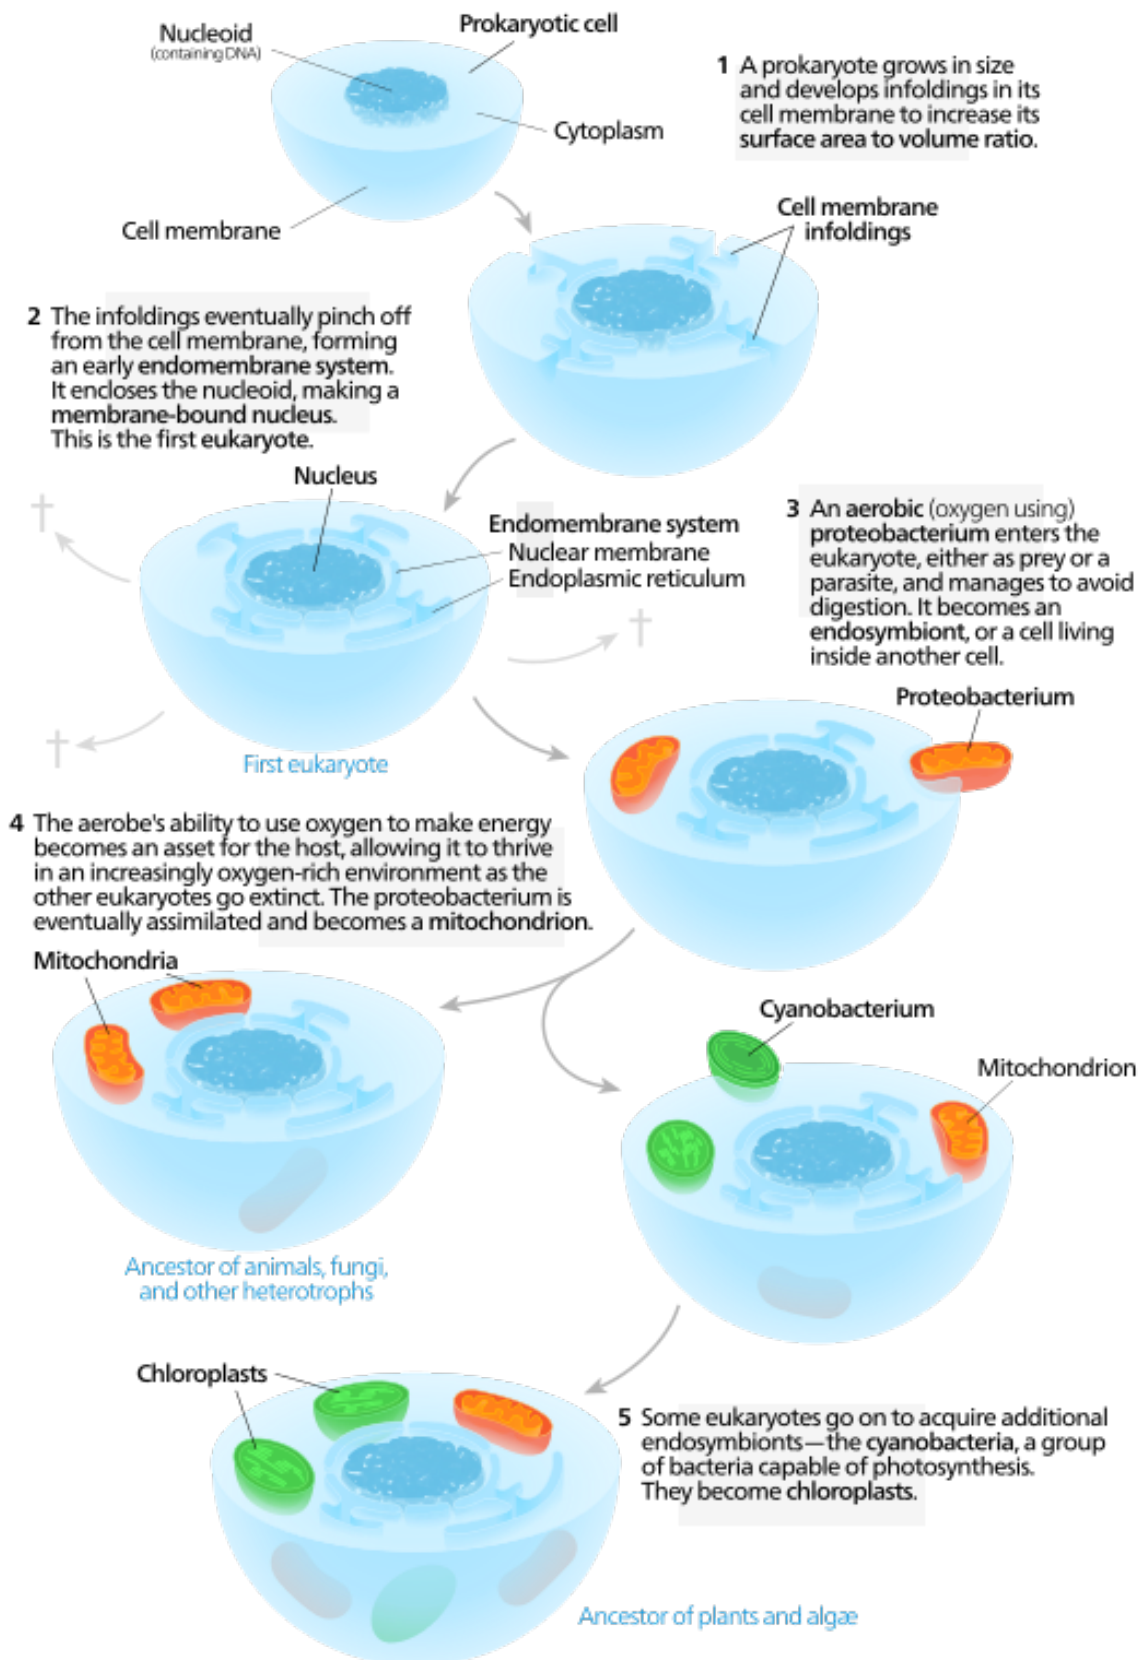 Nucleoid
(containing DNA)
Prokaryotic cell
Cytoplasm
Cell membrane
1 A prokaryote grows in size
and develops infoldings in its
cell membrane to increase its
surface area to volume ratio.
Cell membrane
infoldings
2 The infoldings eventually pinch off
from the cell membrane, forming
an early endomembrane system.
It encloses the nucleoid, making a
membrane-bound nucleus.
This is the first eukaryote.
Nucleus
Endomembrane system
Nuclear membrane
Endoplasmic reticulum
First eukaryote
3 An aerobic (oxygen using)
proteobacterium enters the
eukaryote, either as prey or a
parasite, and manages to avoid
digestion. It becomes an
endosymbiont, or a cell living
inside another cell.
Proteobacterium
4 The aerobe's ability to use oxygen to make energy
becomes an asset for the host, allowing it to thrive
in an increasingly oxygen-rich environment as the
other eukaryotes go extinct. The proteobacterium is
eventually assimilated and becomes a mitochondrion.
Mitochondria
Ancestor of animals, fungi,
and other heterotrophs
Cyanobacterium
Mitochondrion
Chloroplasts
5 Some eukaryotes go on to acquire additional
endosymbionts—the cyanobacteria, a group
of bacteria capable of photosynthesis.
They become chloroplasts.
Ancestor of plants and algæ